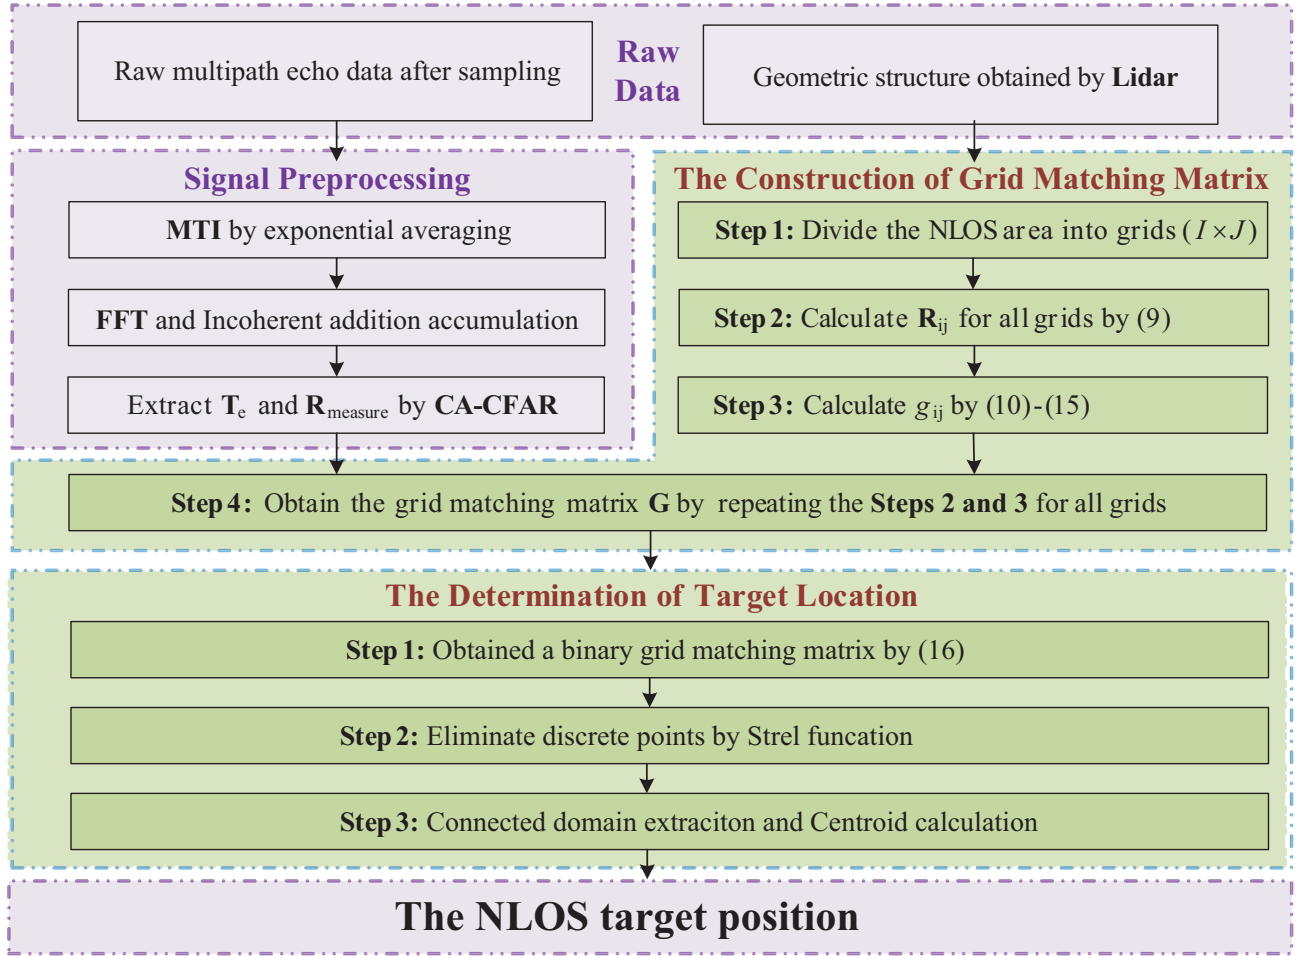 Raw multipath echo data after sampling
Raw
Data
Geometric structure obtained by Lidar
Signal Preprocessing
MTI by exponential averaging
FFT and Incoherent addition accumulation
Extract Te and Rmeasure by CA-CFAR
The Construction of Grid Matching Matrix
Step 1: Divide the NLOS area into grids (I × J)
Step 2: Calculate Rij for all grids by (9)
Step 3: Calculate gij by (10)-(15)
Step 4: Obtain the grid matching matrix G by repeating the Steps 2 and 3 for all grids
The Determination of Target Location
Step 1: Obtained a binary grid matching matrix by (16)
Step 2: Eliminate discrete points by Strel funcation
Step 3: Connected domain extraciton and Centroid calculation
The NLOS target position